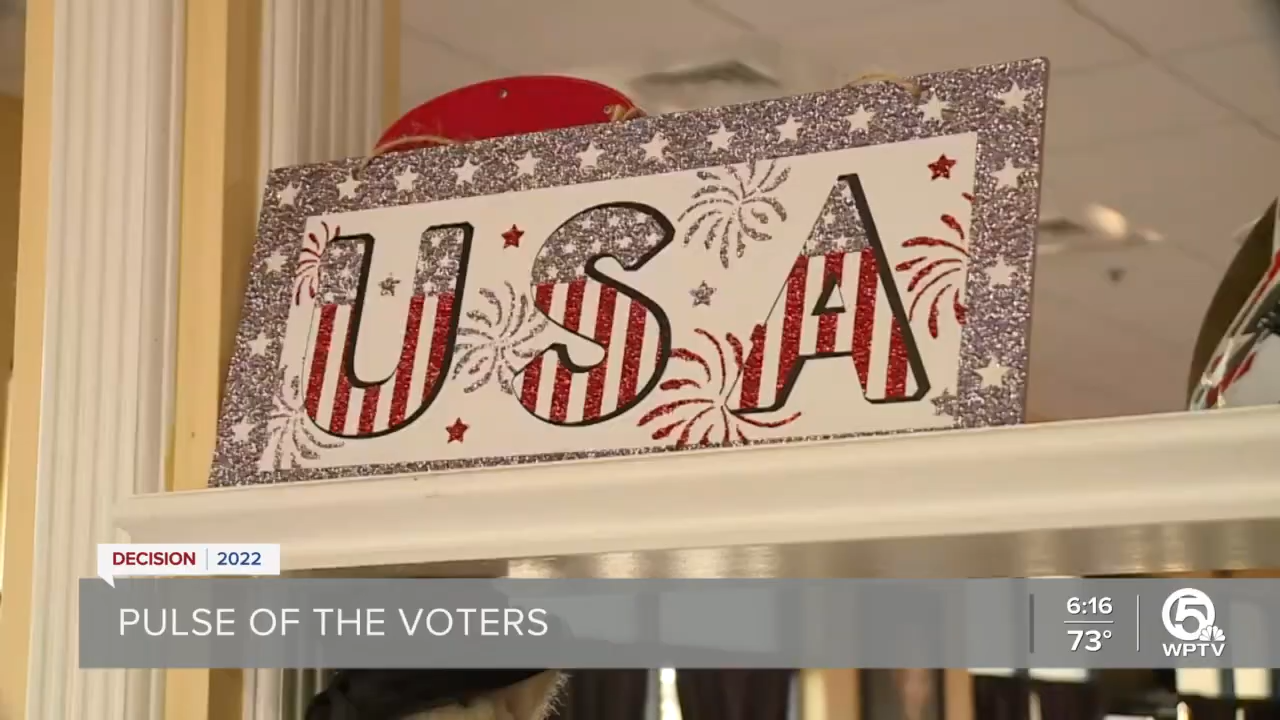 USA
DECISION 2022
PULSE OF THE VOTERS
6:16
73°
5
WPTV